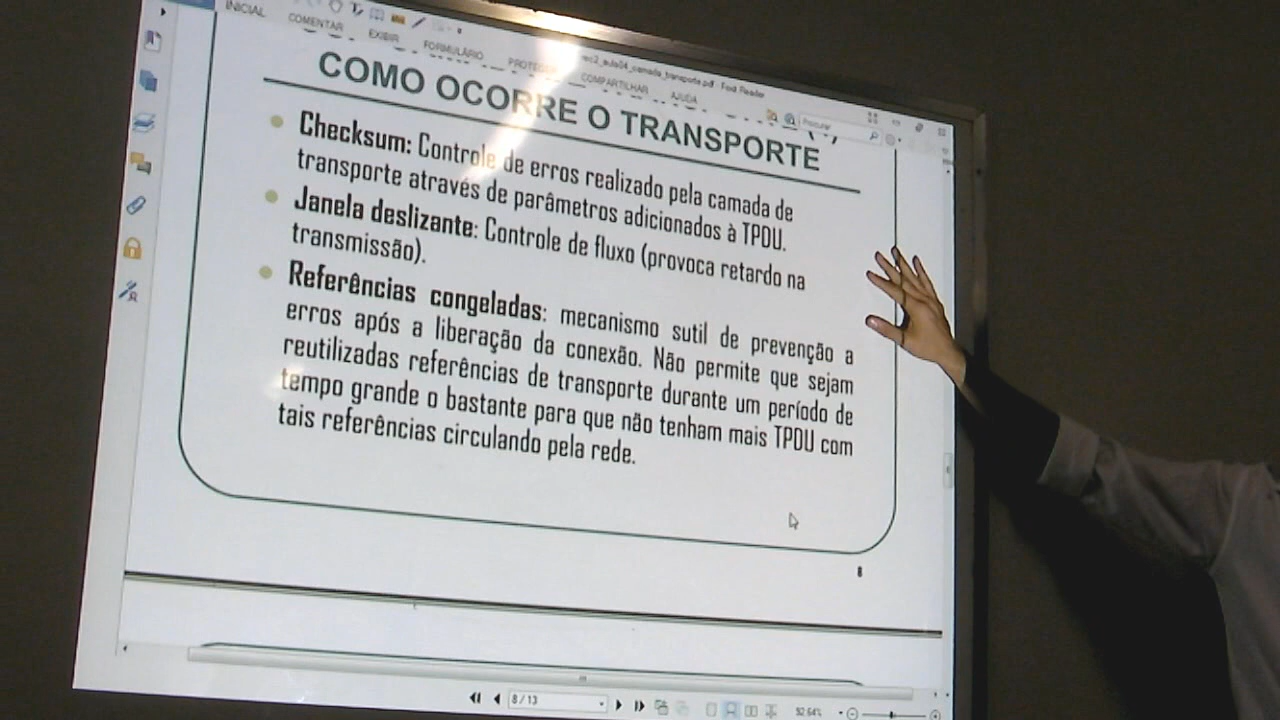 INICIAL COMENTAR EXIBIR FORMULÁRIO PROTEGER COMPARTILHAR AJUDA
camada_transporte.pdf - Foxit Reader
Procurar
COMO OCORRE O TRANSPORTE
Checksum: Controle de erros realizado pela camada de
transporte através de parâmetros adicionados à TPDU.
Janela deslizante: Controle de fluxo (provoca retardo na
transmissão).
Referências congeladas: mecanismo sutil de prevenção a
erros após a liberação da conexão. Não permite que sejam
reutilizadas referências de transporte durante um período de
tempo grande o bastante para que não tenham mais TPDU com
tais referências circulando pela rede.
8
8 / 13
92.64%